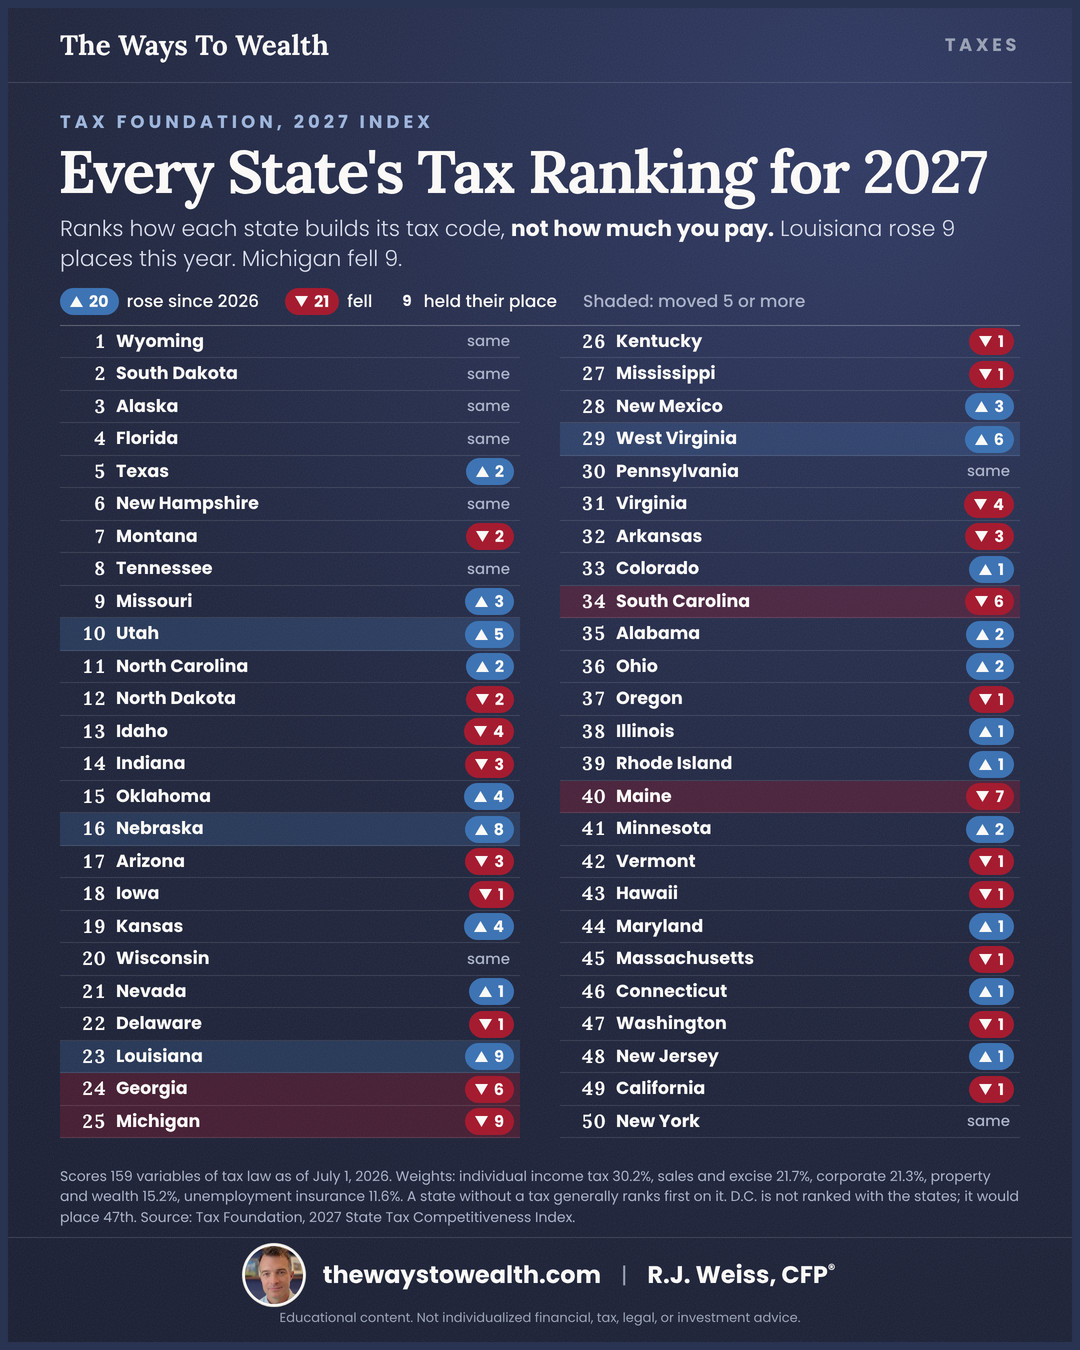 The Ways To Wealth
TAXES
TAX FOUNDATION, 2027 INDEX
Every State's Tax Ranking for 2027
Ranks how each state builds its tax code, not how much you pay. Louisiana rose 9
places this year. Michigan fell 9.
▲ 20 rose since 2026 ▼ 21 fell 9 held their place Shaded: moved 5 or more
1 Wyoming same
2 South Dakota same
3 Alaska same
4 Florida same
5 Texas ▲ 2
6 New Hampshire same
7 Montana ▼ 2
8 Tennessee same
9 Missouri ▲ 3
10 Utah ▲ 5
11 North Carolina ▲ 2
12 North Dakota ▼ 2
13 Idaho ▼ 4
14 Indiana ▼ 3
15 Oklahoma ▲ 4
16 Nebraska ▲ 8
17 Arizona ▼ 3
18 Iowa ▼ 1
19 Kansas ▲ 4
20 Wisconsin same
21 Nevada ▲ 1
22 Delaware ▼ 1
23 Louisiana ▲ 9
24 Georgia ▼ 6
25 Michigan ▼ 9
26 Kentucky ▼ 1
27 Mississippi ▼ 1
28 New Mexico ▲ 3
29 West Virginia ▲ 6
30 Pennsylvania same
31 Virginia ▼ 4
32 Arkansas ▼ 3
33 Colorado ▲ 1
34 South Carolina ▼ 6
35 Alabama ▲ 2
36 Ohio ▲ 2
37 Oregon ▼ 1
38 Illinois ▲ 1
39 Rhode Island ▲ 1
40 Maine ▼ 7
41 Minnesota ▲ 2
42 Vermont ▼ 1
43 Hawaii ▼ 1
44 Maryland ▲ 1
45 Massachusetts ▼ 1
46 Connecticut ▲ 1
47 Washington ▼ 1
48 New Jersey ▲ 1
49 California ▼ 1
50 New York same
Scores 159 variables of tax law as of July 1, 2026. Weights: individual income tax 30.2%, sales and excise 21.7%, corporate 21.3%, property
and wealth 15.2%, unemployment insurance 11.6%. A state without a tax generally ranks first on it. D.C. is not ranked with the states; it would
place 47th. Source: Tax Foundation, 2027 State Tax Competitiveness Index.
thewaystowealth.com | R.J. Weiss, CFP®
Educational content. Not individualized financial, tax, legal, or investment advice.